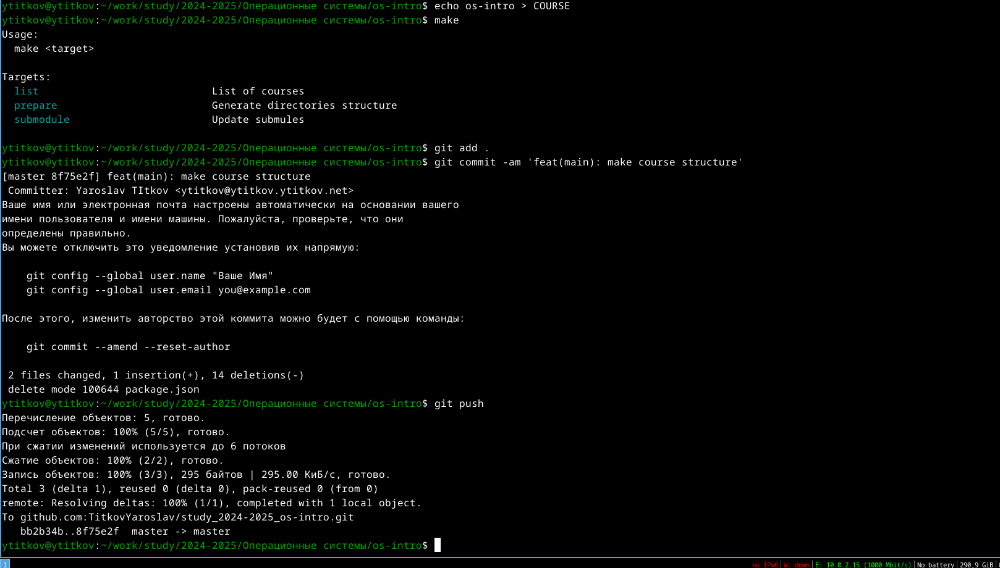 ytitkov@ytitkov:~/work/study/2024-2025/Операционные системы/os-intro$ echo os-intro > COURSE
ytitkov@ytitkov:~/work/study/2024-2025/Операционные системы/os-intro$ make
Usage:
  make <target>

Targets:
  list                            List of courses
  prepare                         Generate directories structure
  submodule                       Update submules

ytitkov@ytitkov:~/work/study/2024-2025/Операционные системы/os-intro$ git add .
ytitkov@ytitkov:~/work/study/2024-2025/Операционные системы/os-intro$ git commit -am 'feat(main): make course structure'
[master 8f75e2f] feat(main): make course structure
 Committer: Yaroslav TItkov <ytitkov@ytitkov.ytitkov.net>
Ваше имя или электронная почта настроены автоматически на основании вашего
имени пользователя и имени машины. Пожалуйста, проверьте, что они
определены правильно.
Вы можете отключить это уведомление установив их напрямую:

    git config --global user.name "Ваше Имя"
    git config --global user.email you@example.com

После этого, изменить авторство этой коммита можно будет с помощью команды:

    git commit --amend --reset-author

 2 files changed, 1 insertion(+), 14 deletions(-)
 delete mode 100644 package.json
ytitkov@ytitkov:~/work/study/2024-2025/Операционные системы/os-intro$ git push
Перечисление объектов: 5, готово.
Подсчет объектов: 100% (5/5), готово.
При сжатии изменений используется до 6 потоков
Сжатие объектов: 100% (2/2), готово.
Запись объектов: 100% (3/3), 295 байтов | 295.00 КиБ/с, готово.
Total 3 (delta 1), reused 0 (delta 0), pack-reused 0 (from 0)
remote: Resolving deltas: 100% (1/1), completed with 1 local object.
To github.com:TitkovYaroslav/study_2024-2025_os-intro.git
   bb2b34b..8f75e2f  master -> master
ytitkov@ytitkov:~/work/study/2024-2025/Операционные системы/os-intro$
1 no IPv6|W: down|E: 10.0.2.15 (1000 Mbit/s)|No battery|290.9 GiB|